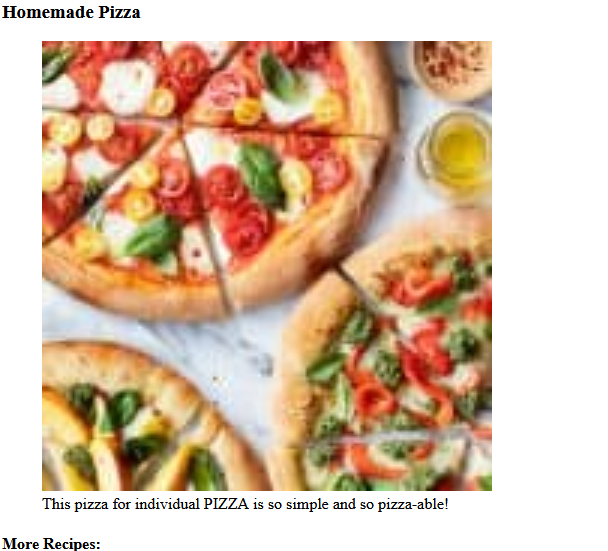 Homemade Pizza
This pizza for individual PIZZA is so simple and so pizza-able!
More Recipes: